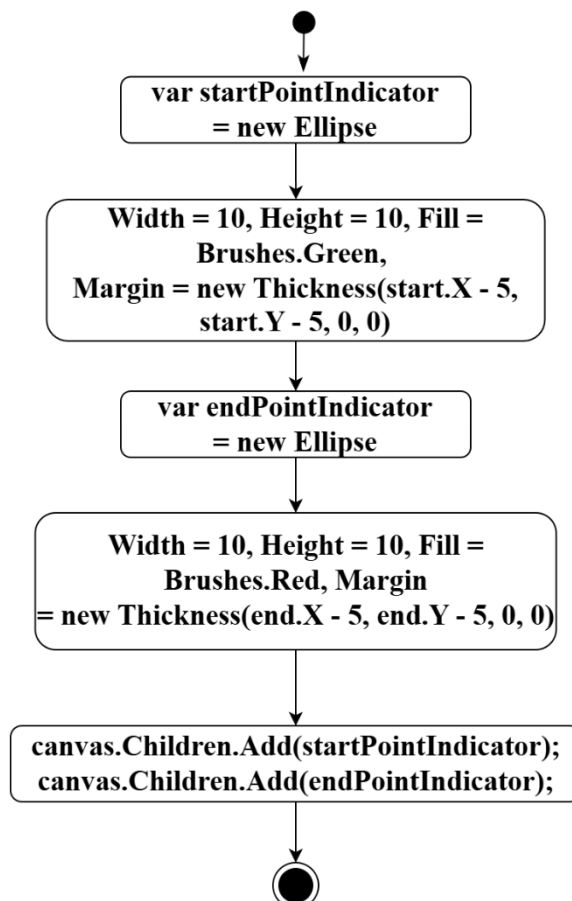 var startPointIndicator
= new Ellipse
Width = 10, Height = 10, Fill =
Brushes.Green,
Margin = new Thickness(start.X - 5,
start.Y - 5, 0, 0)
var endPointIndicator
= new Ellipse
Width = 10, Height = 10, Fill =
Brushes.Red, Margin
= new Thickness(end.X - 5, end.Y - 5, 0, 0)
canvas.Children.Add(startPointIndicator);
canvas.Children.Add(endPointIndicator);